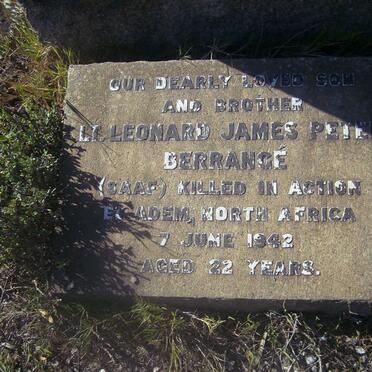 OUR DEARLY LOVED SON
AND BROTHER
LT. LEONARD JAMES PETER
BERRANGÉ
(SAAF) KILLED IN ACTION
EL ADEM, NORTH AFRICA
7 JUNE 1942
AGED 22 YEARS.